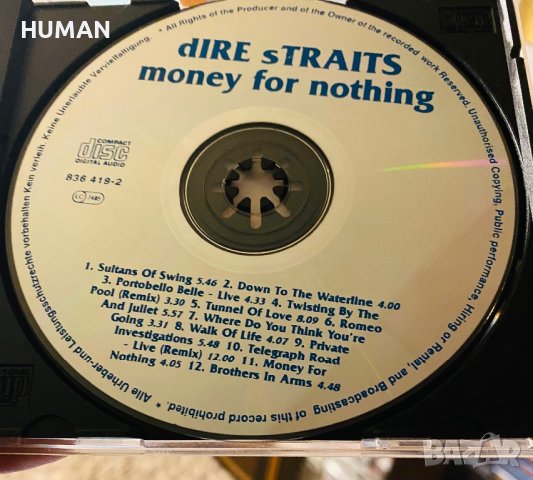 HUMAN
* All Rights of the Producer and of the Owner of the recorded work Reserved. Unauthorised Copying, Public performance, Hiring or Rental, and Broadcasting of this record prohibited. * Alle Urheber-und Leistungsschutzrechte vorbehalten Kein Verleih. Keine Unerlaubte Vervielfältigung.
dIRE sTRAITS
money for nothing
COMPACT
disc
DIGITAL AUDIO
836 419-2
LC 7485
1. Sultans Of Swing 5.46 2. Down To The Waterline 4.00
3. Portobello Belle - Live 4.33 4. Twisting By The
Pool (Remix) 3.30 5. Tunnel Of Love 8.09 6. Romeo
And Juliet 5.57 7. Where Do You Think You're
Going 3.31 8. Walk Of Life 4.07 9. Private
Investigations 5.48 10. Telegraph Road
- Live (Remix) 12.00 11. Money For
Nothing 4.05 12. Brothers In Arms 4.48
BAZAR